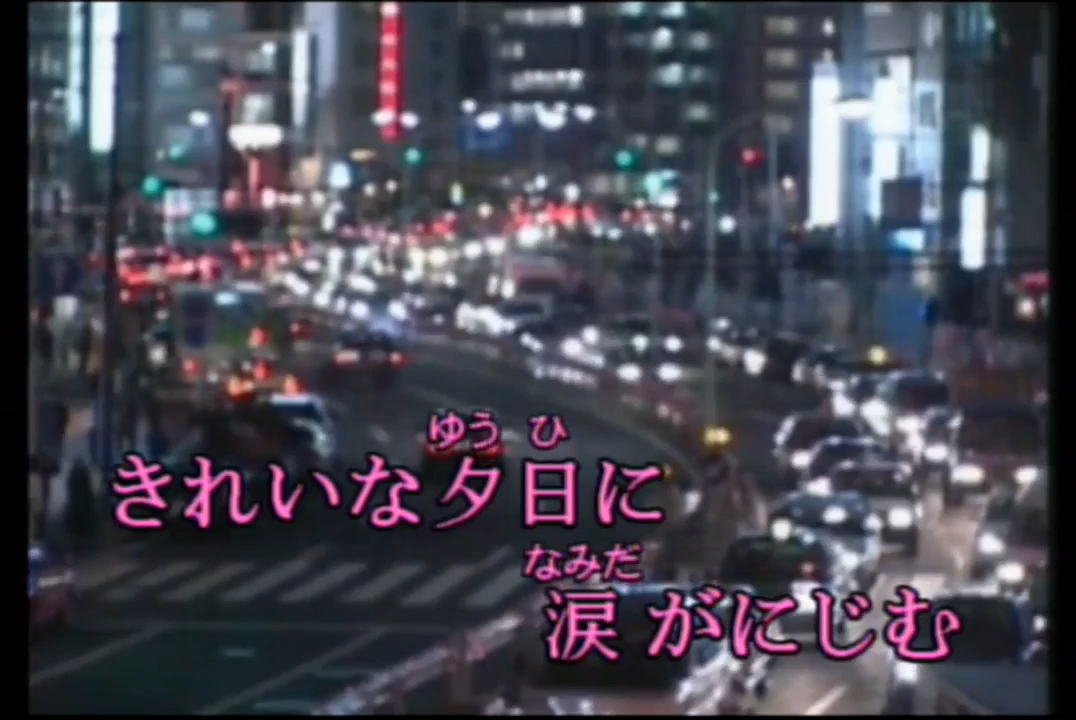 ゆう ひ
きれいな夕日に
なみだ
涙がにじむ